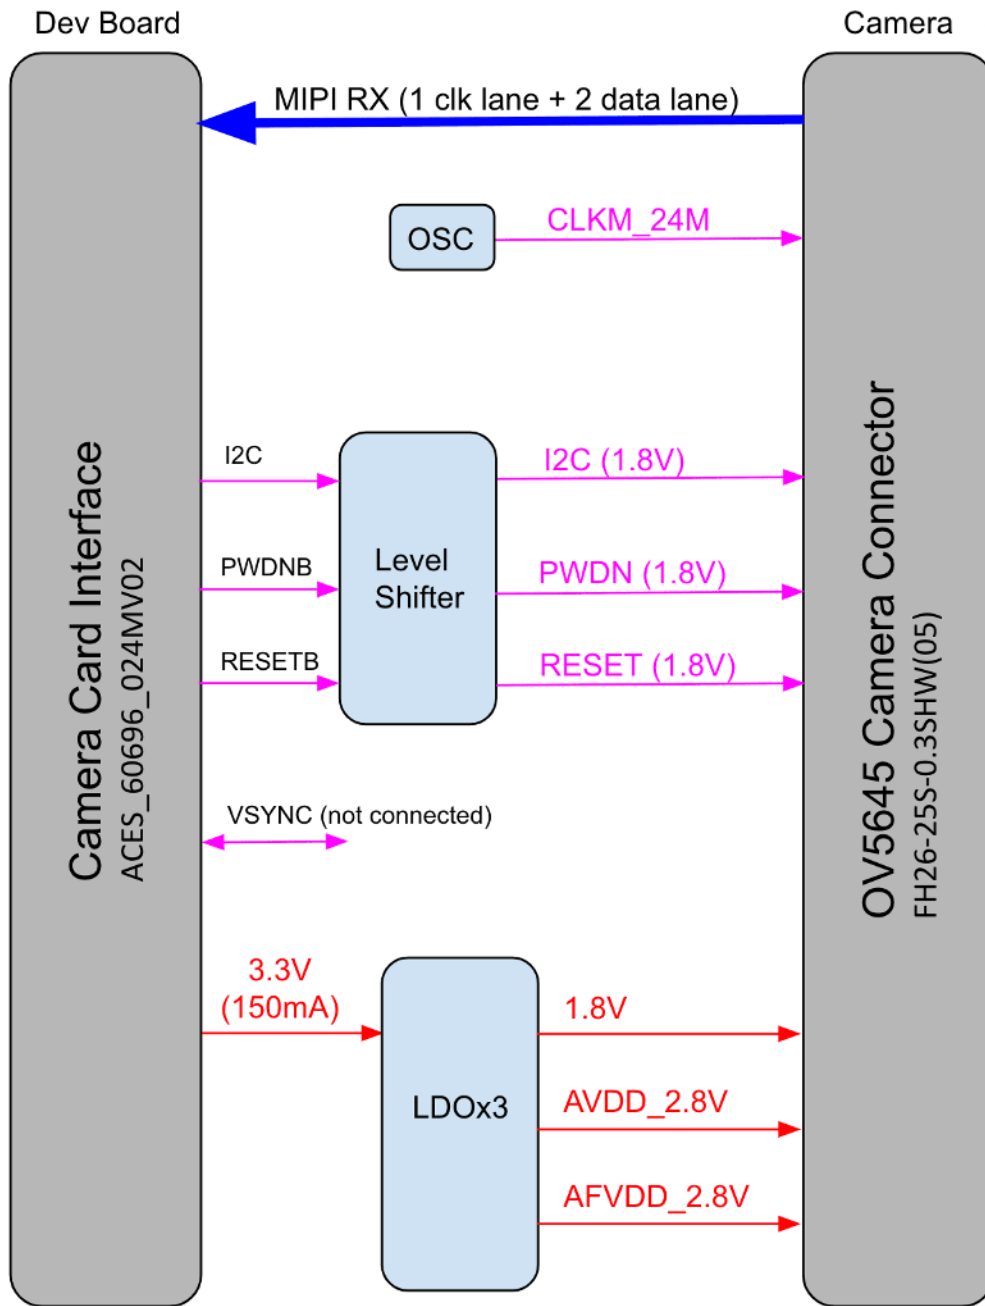 Dev Board
Camera
MIPI RX (1 clk lane + 2 data lane)
OSC
CLKM_24M
Camera Card Interface
ACES_60696_024MV02
OV5645 Camera Connector
FH26-25S-0.3SHW(05)
I2C
I2C (1.8V)
Level
Shifter
PWDNB
PWDN (1.8V)
RESETB
RESET (1.8V)
VSYNC (not connected)
3.3V
(150mA)
LDOx3
1.8V
AVDD_2.8V
AFVDD_2.8V